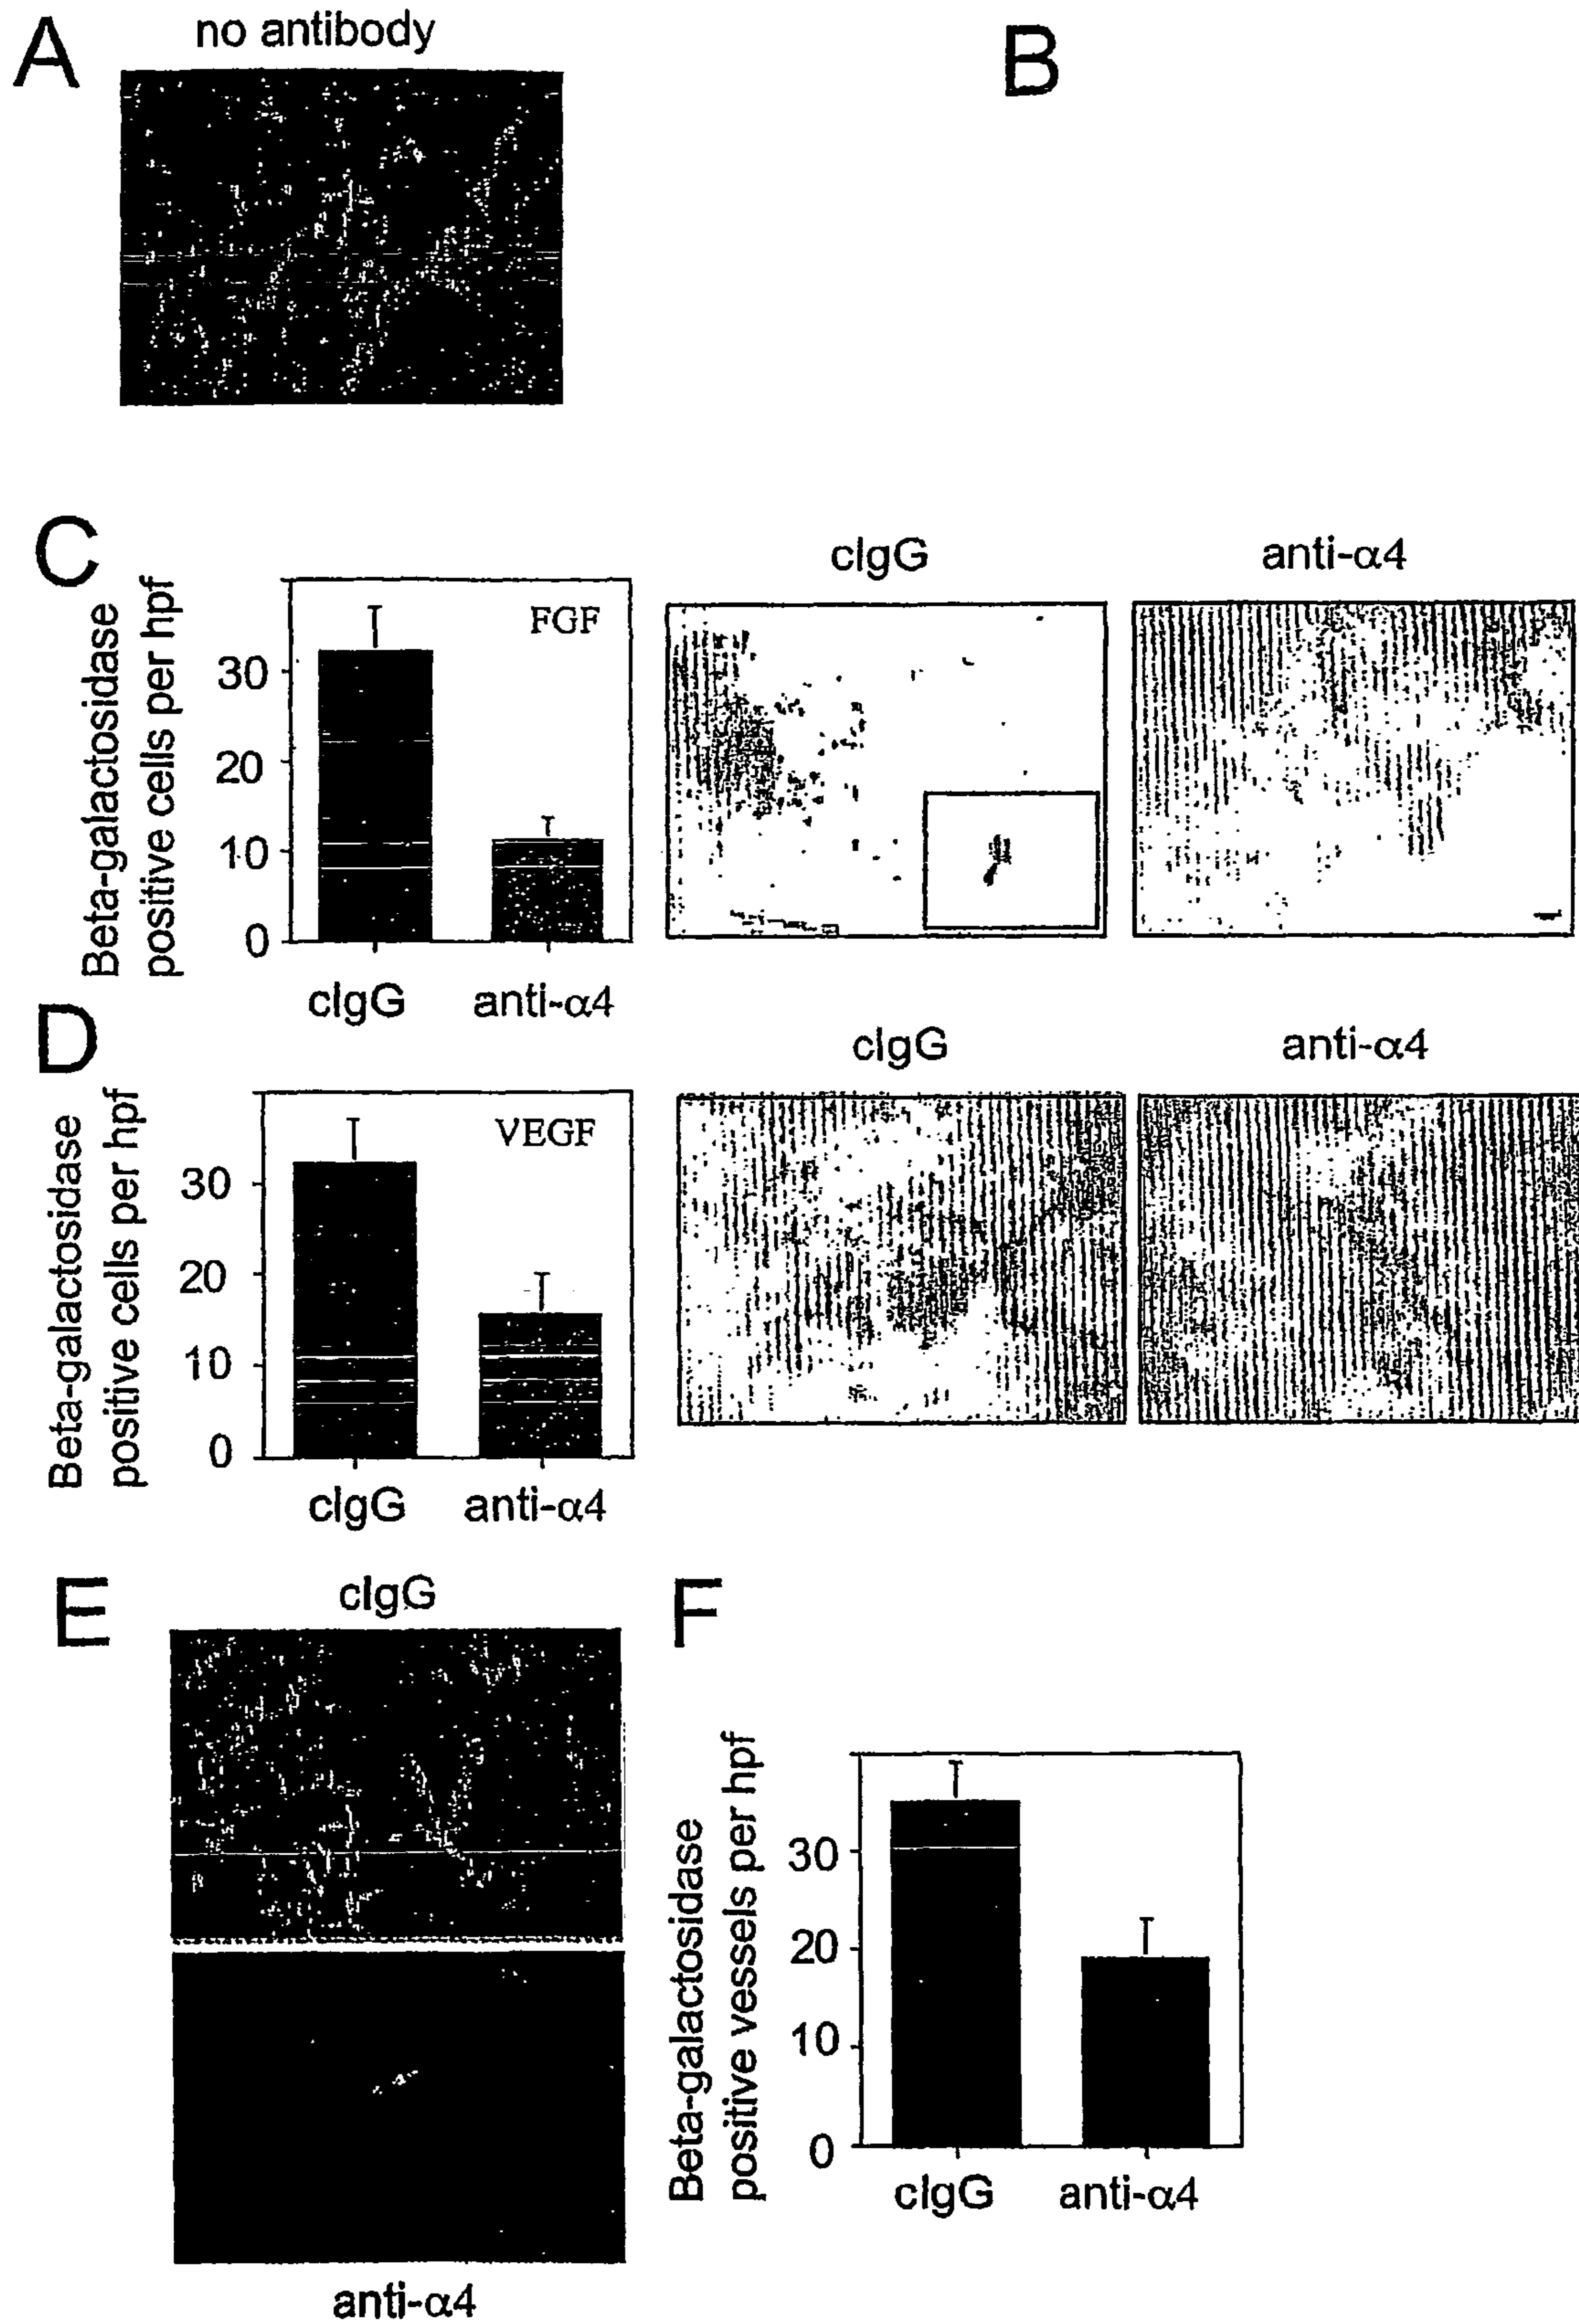 A
no antibody
B
C
Beta-galactosidase
positive cells per hpf
30
20
10
0
FGF
cIgG
anti-α4
cIgG
anti-α4
D
Beta-galactosidase
positive cells per hpf
30
20
10
0
VEGF
cIgG
anti-α4
cIgG
anti-α4
E
cIgG
anti-α4
F
Beta-galactosidase
positive vessels per hpf
30
20
10
0
cIgG
anti-α4